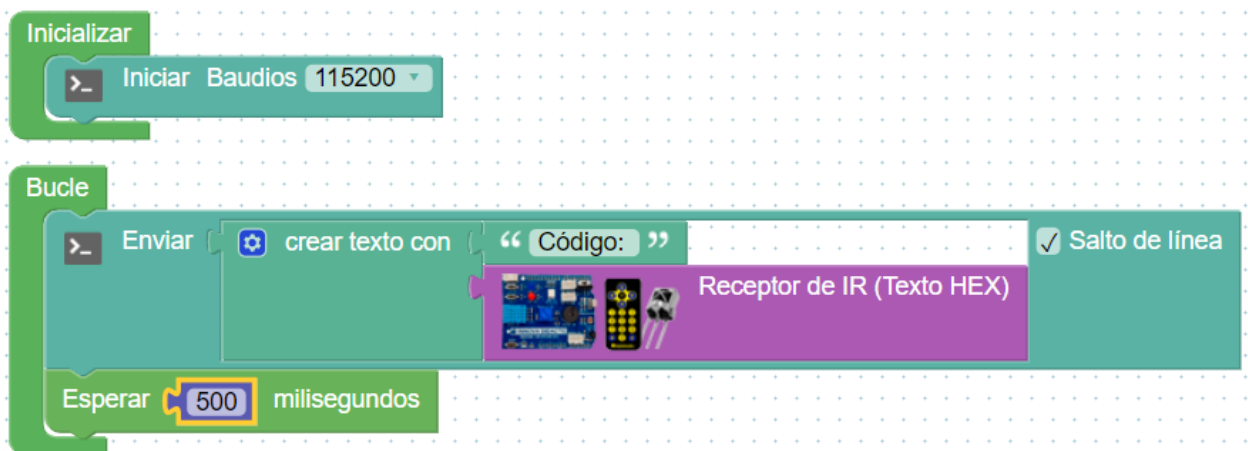 Inicializar
Iniciar Baudios 115200
Bucle
Enviar crear texto con “ Código: ” Salto de línea
Receptor de IR (Texto HEX)
Esperar 500 milisegundos